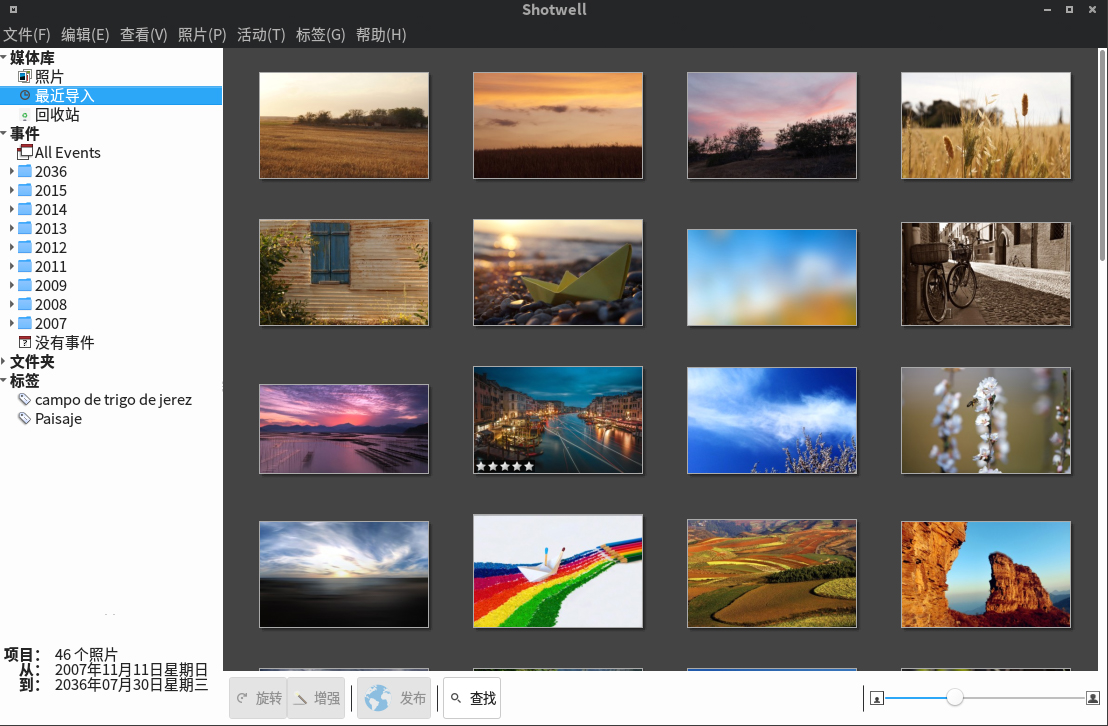 Shotwell
文件(F) 编辑(E) 查看(V) 照片(P) 活动(T) 标签(G) 帮助(H)
媒体库
照片
最近导入
回收站
事件
All Events
2036
2015
2014
2013
2012
2011
2009
2008
2007
没有事件
文件夹
标签
campo de trigo de jerez
Paisaje
项目: 46 个照片
从: 2007年11月11日星期日
到: 2036年07月30日星期三
旋转 增强 发布 查找